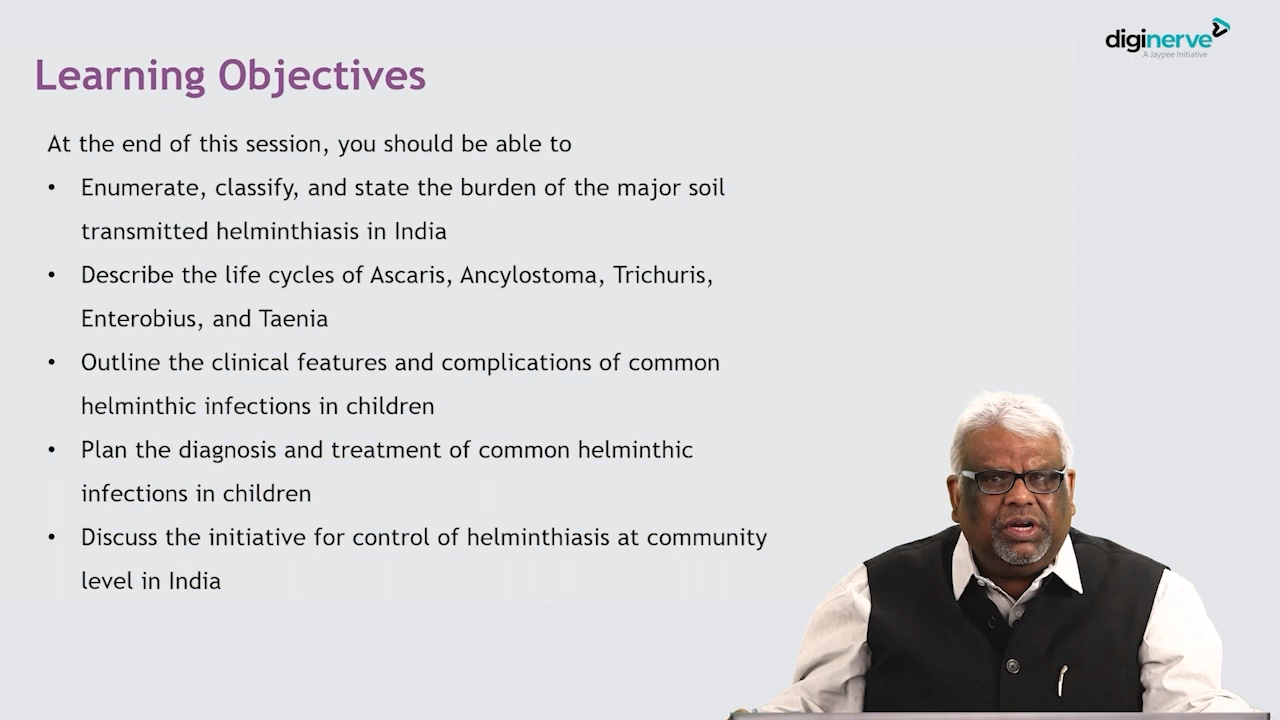 diginerve
A Jaypee Initiative
Learning Objectives
At the end of this session, you should be able to
• Enumerate, classify, and state the burden of the major soil
transmitted helminthiasis in India
• Describe the life cycles of Ascaris, Ancylostoma, Trichuris,
Enterobius, and Taenia
• Outline the clinical features and complications of common
helminthic infections in children
• Plan the diagnosis and treatment of common helminthic
infections in children
• Discuss the initiative for control of helminthiasis at community
level in India